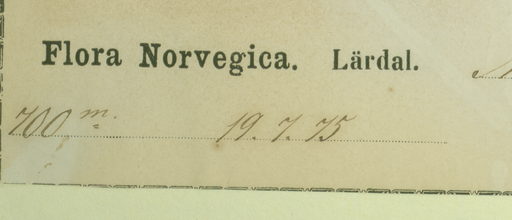 Flora Norvegica. Lärdal.
700 m. 19. 7. 75